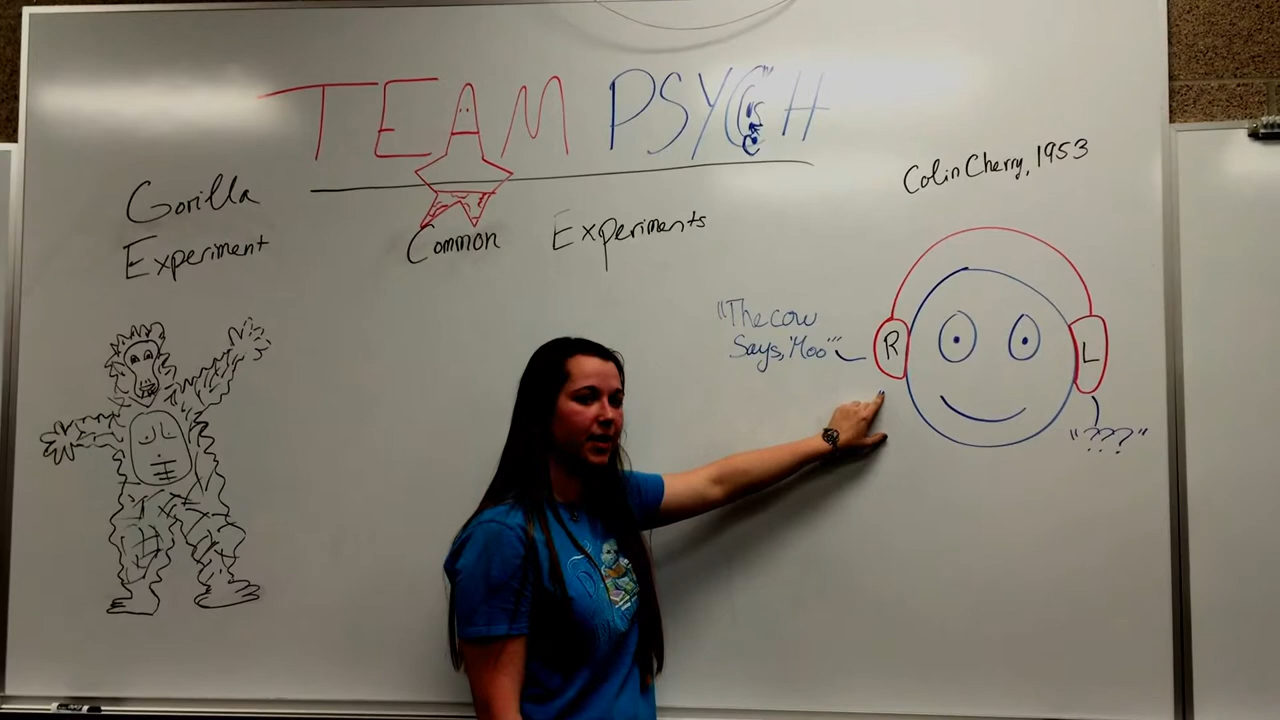 TEAM PSYCH
Common Experiments
Gorilla
Experiment
Colin Cherry, 1953
"The cow
Says, 'Moo'"
R
L
"???"